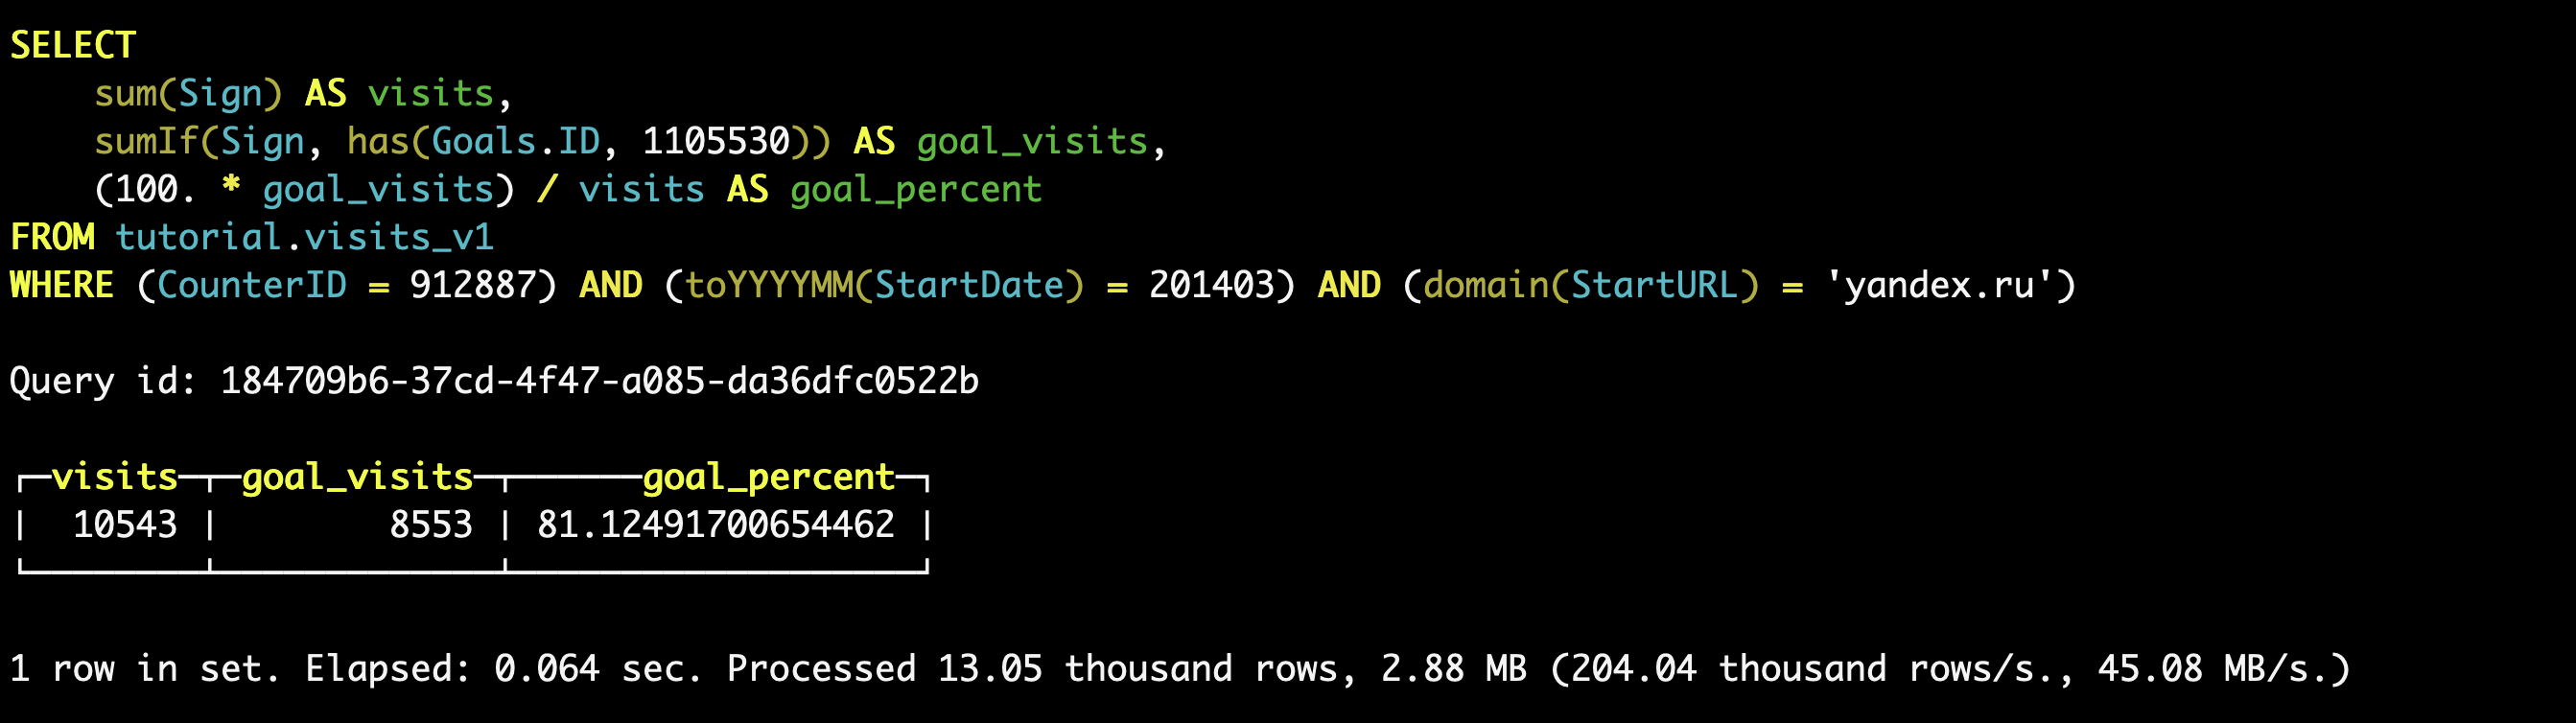 SELECT
    sum(Sign) AS visits,
    sumIf(Sign, has(Goals.ID, 1105530)) AS goal_visits,
    (100. * goal_visits) / visits AS goal_percent
FROM tutorial.visits_v1
WHERE (CounterID = 912887) AND (toYYYYMM(StartDate) = 201403) AND (domain(StartURL) = 'yandex.ru')
Query id: 184709b6-37cd-4f47-a085-da36dfc0522b
┌─visits─┬─goal_visits─┬──────goal_percent─┐
│  10543 │        8553 │ 81.12491700654462 │
└────────┴─────────────┴───────────────────┘
1 row in set. Elapsed: 0.064 sec. Processed 13.05 thousand rows, 2.88 MB (204.04 thousand rows/s., 45.08 MB/s.)